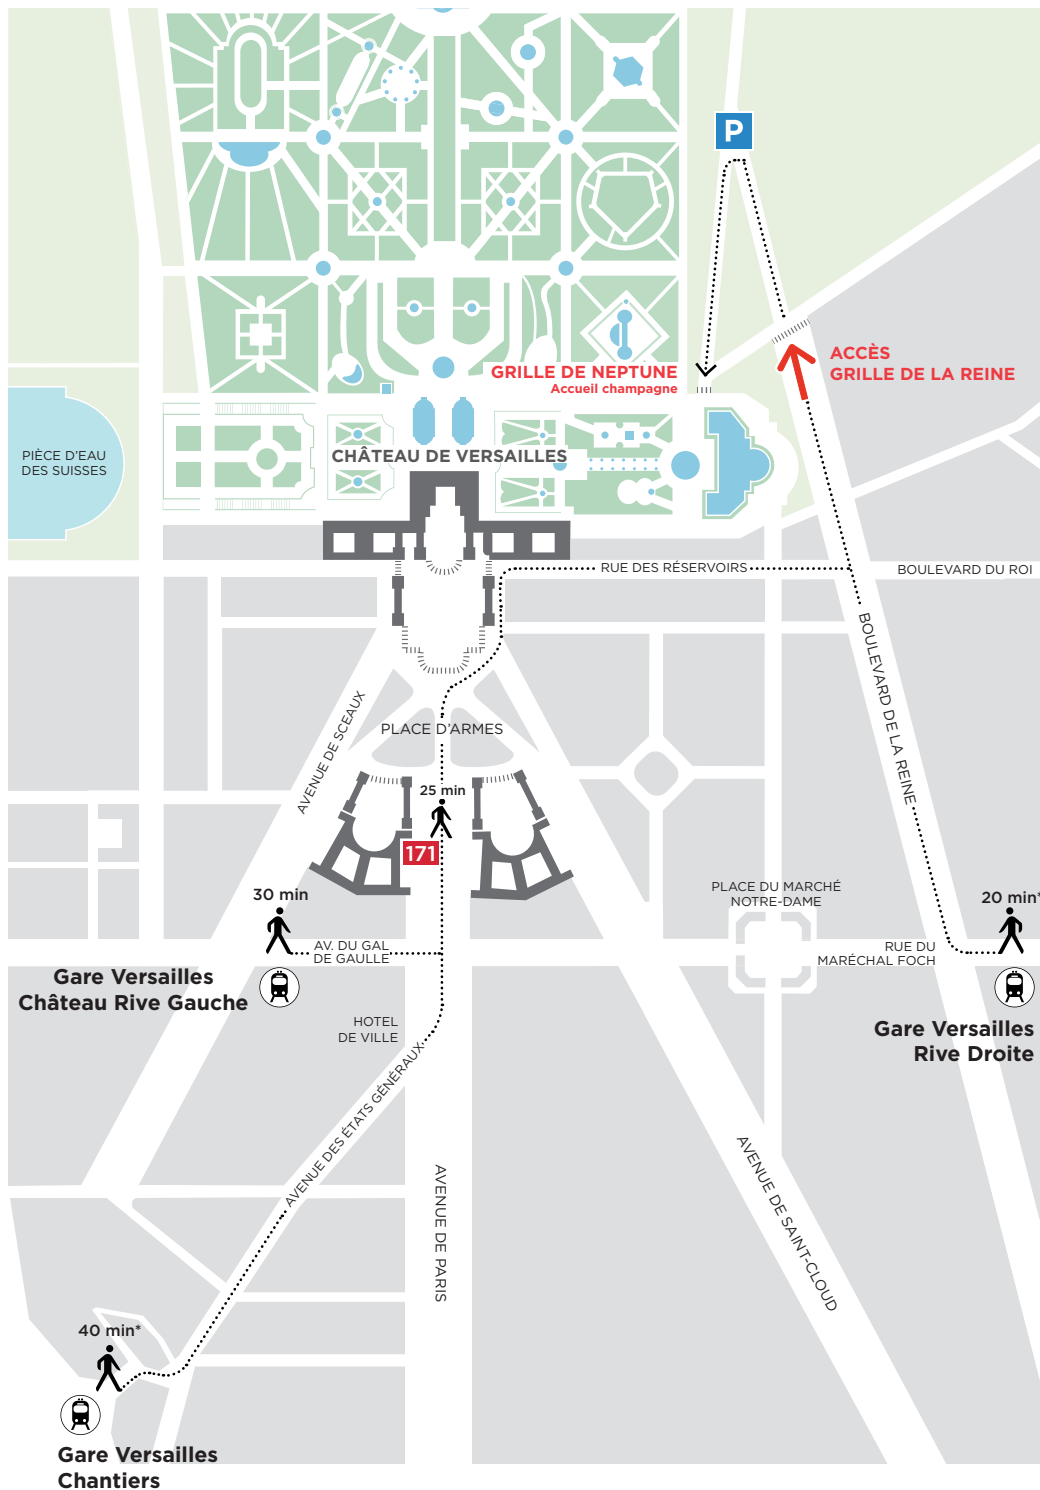 P
ACCÈS
GRILLE DE LA REINE
GRILLE DE NEPTUNE
Accueil champagne
PIÈCE D'EAU
DES SUISSES
CHÂTEAU DE VERSAILLES
RUE DES RÉSERVOIRS
BOULEVARD DU ROI
BOULEVARD DE LA REINE
AVENUE DE SCEAUX
PLACE D'ARMES
25 min
171
30 min
PLACE DU MARCHÉ
NOTRE-DAME
20 min*
AV. DU GAL
DE GAULLE
RUE DU
MARÉCHAL FOCH
Gare Versailles
Château Rive Gauche
HOTEL
DE VILLE
Gare Versailles
Rive Droite
AVENUE DES ÉTATS GÉNÉRAUX
AVENUE DE PARIS
AVENUE DE SAINT-CLOUD
40 min*
Gare Versailles
Chantiers